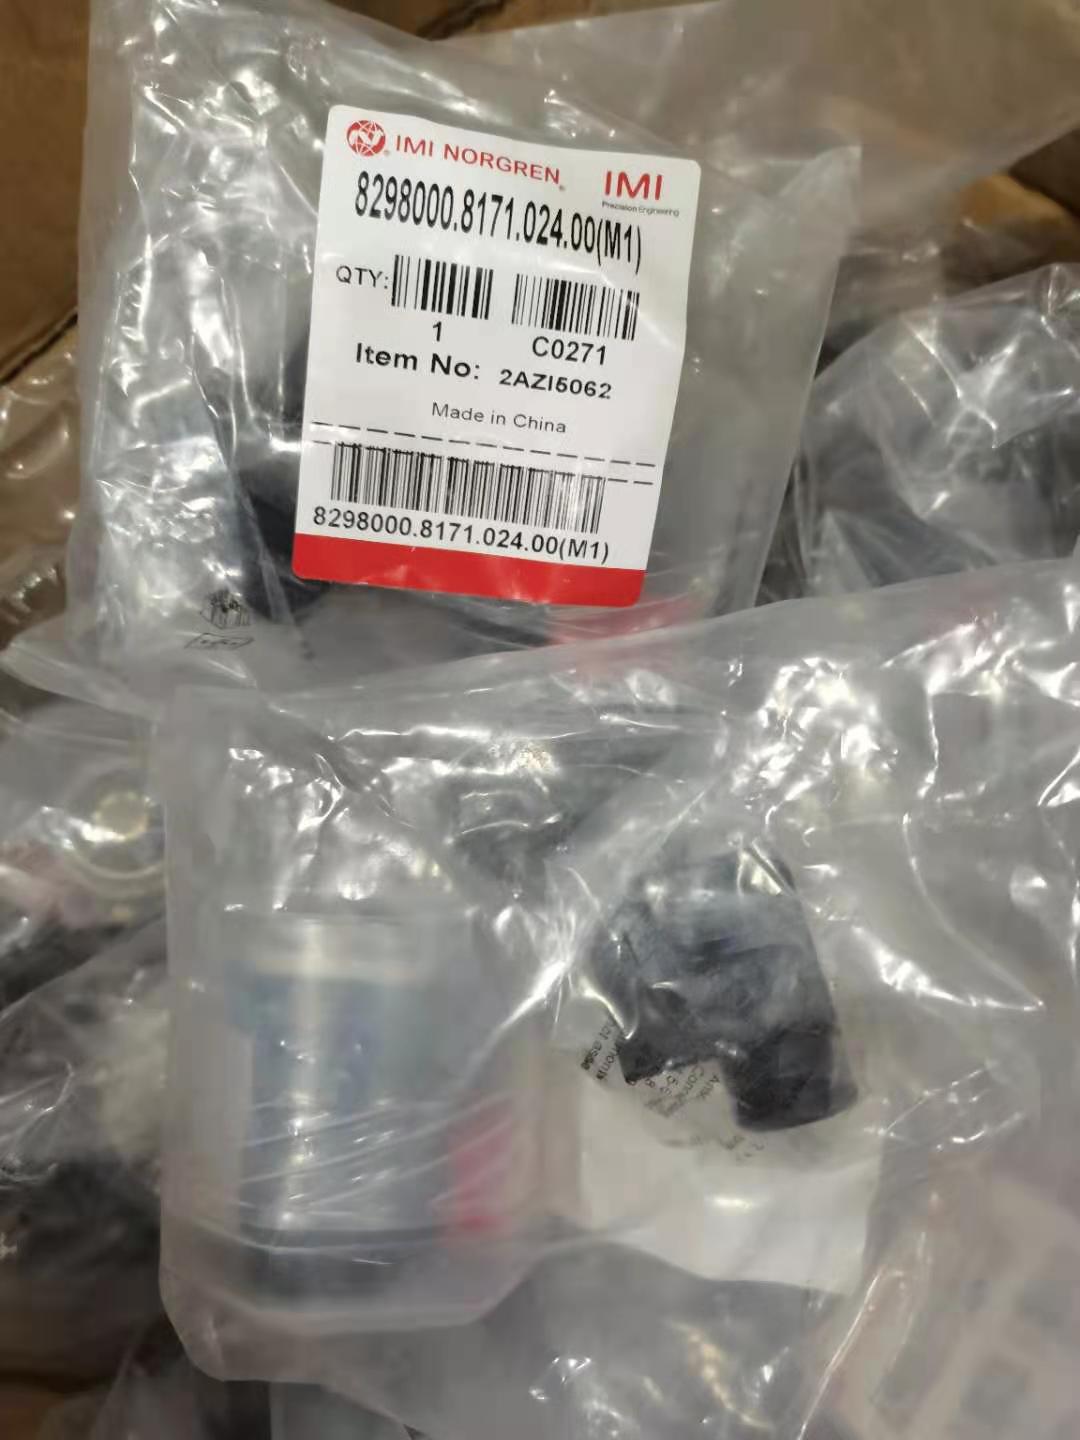 IMI NORGREN®
IMI
Precision Engineering
8298000.8171.024.00(M1)
QTY:
1
C0271
Item No: 2AZI5062
Made in China
8298000.8171.024.00(M1)